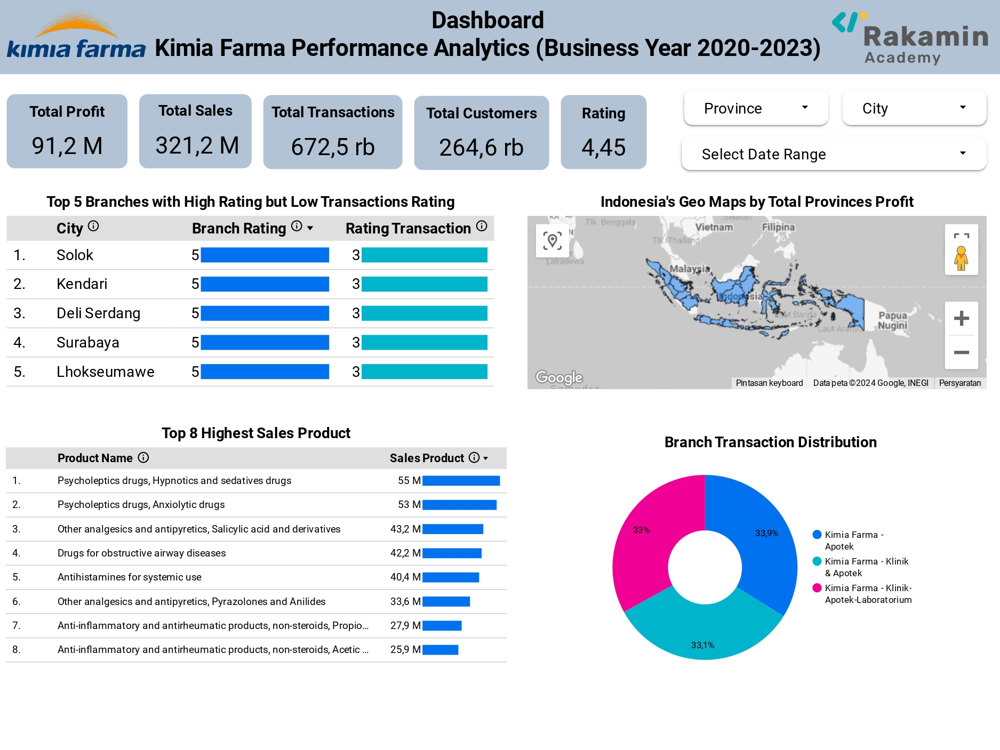 kimia farma
Dashboard
Kimia Farma Performance Analytics (Business Year 2020-2023)
Rakamin
Academy
Total Profit
91,2 M
Total Sales
321,2 M
Total Transactions
672,5 rb
Total Customers
264,6 rb
Rating
4,45
Province
City
Select Date Range
Top 5 Branches with High Rating but Low Transactions Rating
City Branch Rating Rating Transaction
1. Solok 5 3
2. Kendari 5 3
3. Deli Serdang 5 3
4. Surabaya 5 3
5. Lhokseumawe 5 3
Indonesia's Geo Maps by Total Provinces Profit
Tlk. Benggala
Selatan
Vietnam
Filipina
Tlk. Thailand
Lakadewa
Malaysia
Indonesia
Laut Banda
Laut Arafura
Papua
Nugini
Google
Samudra
Pintasan keyboard Data peta ©2024 Google, INEGI Persyaratan
Top 8 Highest Sales Product
Product Name Sales Product
1. Psycholeptics drugs, Hypnotics and sedatives drugs 55 M
2. Psycholeptics drugs, Anxiolytic drugs 53 M
3. Other analgesics and antipyretics, Salicylic acid and derivatives 43,2 M
4. Drugs for obstructive airway diseases 42,2 M
5. Antihistamines for systemic use 40,4 M
6. Other analgesics and antipyretics, Pyrazolones and Anilides 33,6 M
7. Anti-inflammatory and antirheumatic products, non-steroids, Propio... 27,9 M
8. Anti-inflammatory and antirheumatic products, non-steroids, Acetic ... 25,9 M
Branch Transaction Distribution
33%
33,9%
33,1%
Kimia Farma -
Apotek
Kimia Farma - Klinik
& Apotek
Kimia Farma - Klinik-
Apotek-Laboratorium